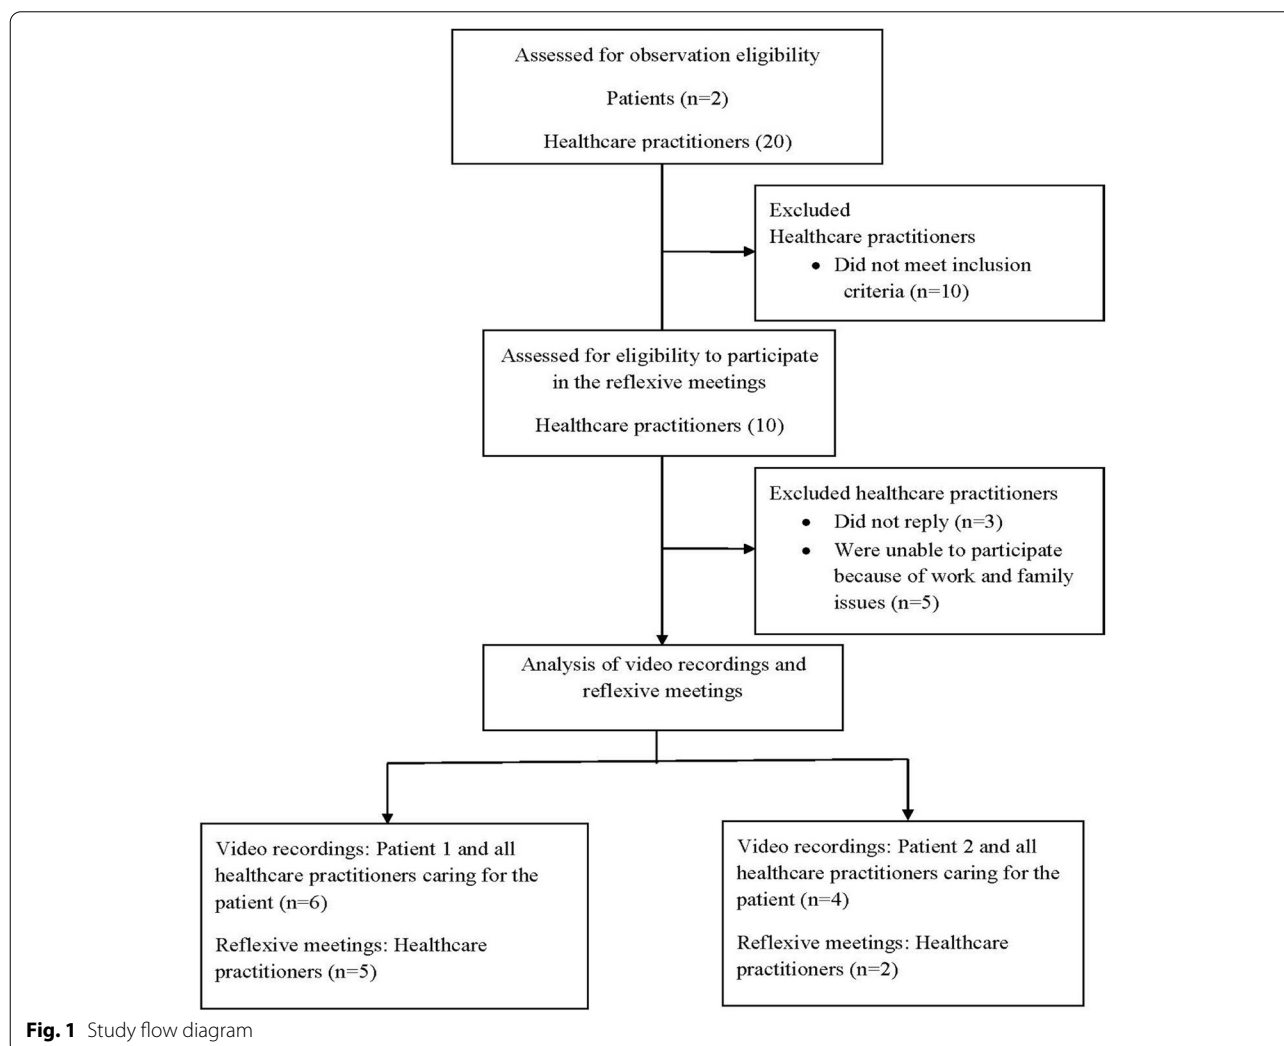 Assessed for observation eligibility
Patients (n=2)
Healthcare practitioners (20)
Excluded
Healthcare practitioners
• Did not meet inclusion
criteria (n=10)
Assessed for eligibility to participate
in the reflexive meetings
Healthcare practitioners (10)
Excluded healthcare practitioners
• Did not reply (n=3)
• Were unable to participate
because of work and family
issues (n=5)
Analysis of video recordings and
reflexive meetings
Video recordings: Patient 1 and all
healthcare practitioners caring for the
patient (n=6)
Reflexive meetings: Healthcare
practitioners (n=5)
Video recordings: Patient 2 and all
healthcare practitioners caring for the
patient (n=4)
Reflexive meetings: Healthcare
practitioners (n=2)
Fig. 1 Study flow diagram